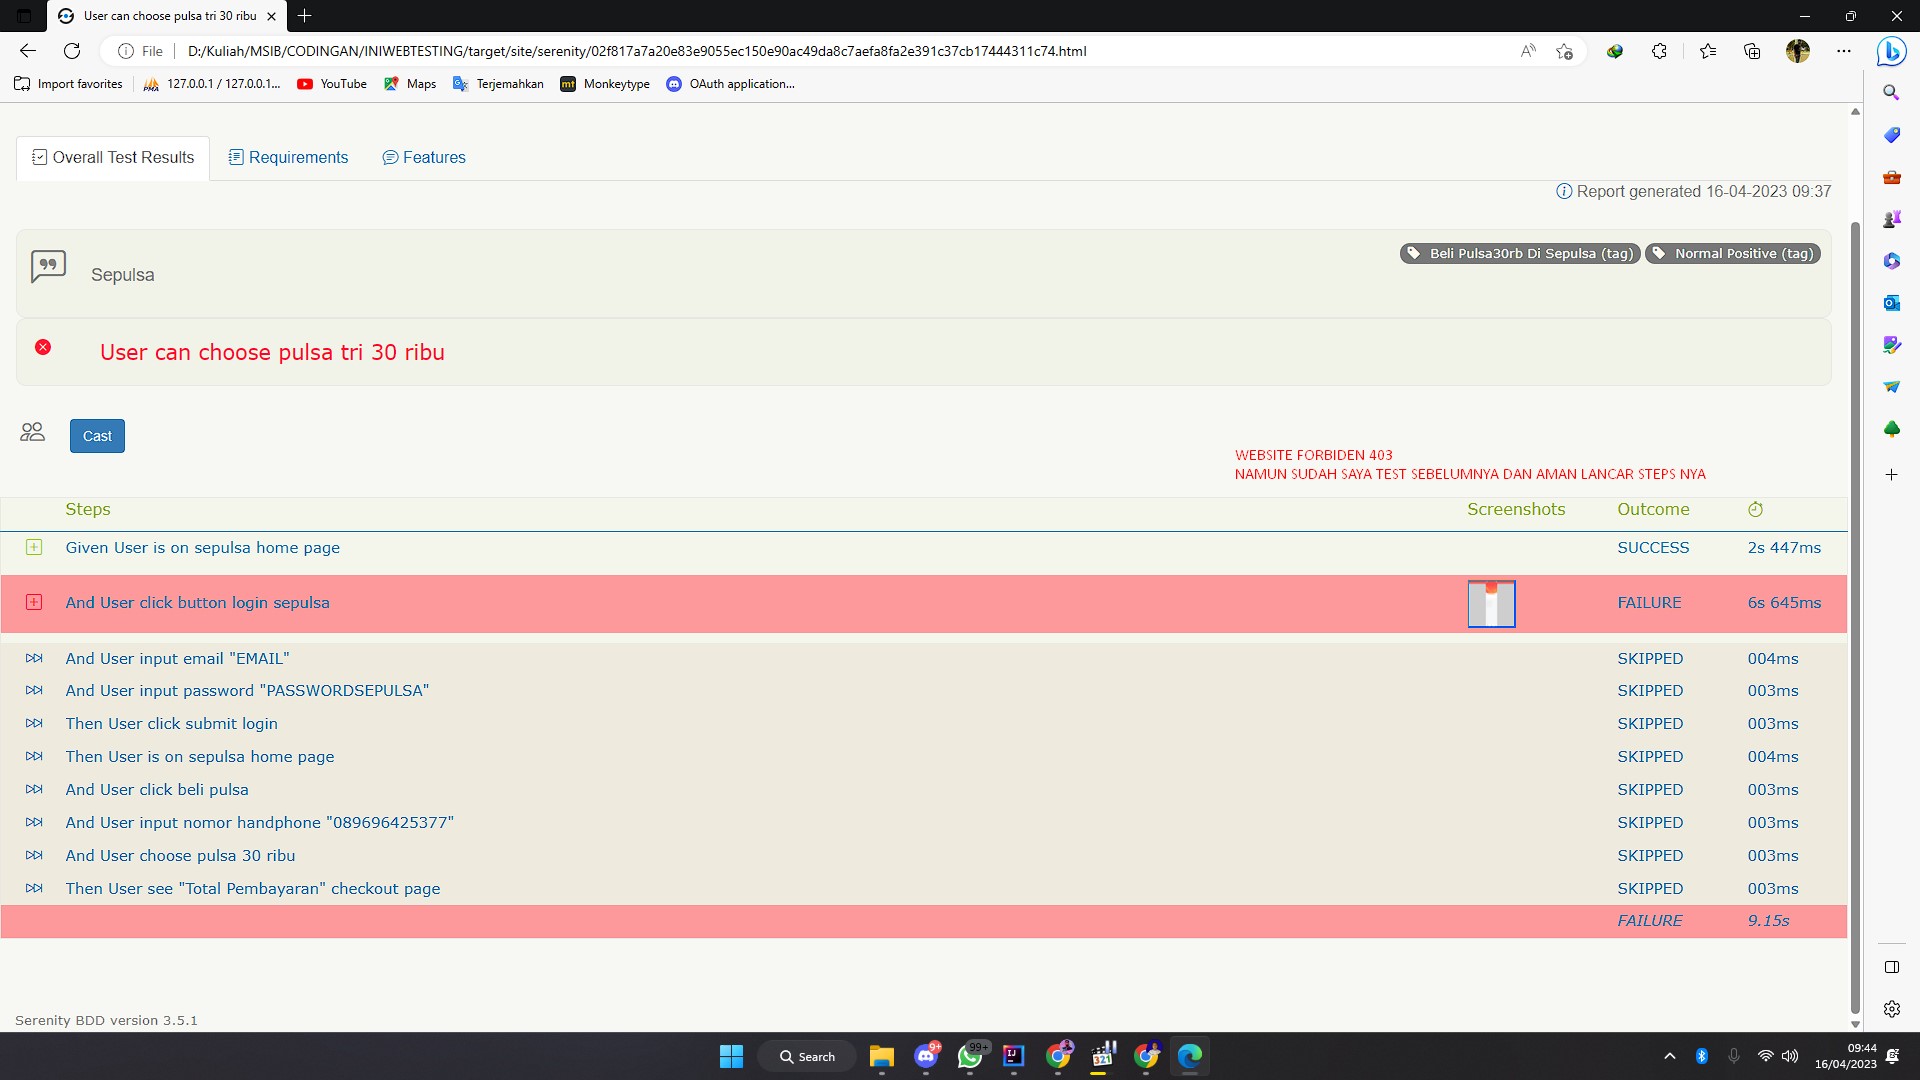 User can choose pulsa tri 30 ribu
File
D:/Kuliah/MSIB/CODINGAN/INIWEBTESTING/target/site/serenity/02f817a7a20e83e9055ec150e90ac49da8c7aefa8fa2e391c37cb17444311c74.html
Import favorites
127.0.0.1 / 127.0.0.1...
YouTube
Maps
Terjemahkan
Monkeytype
OAuth application...
Overall Test Results
Requirements
Features
Report generated 16-04-2023 09:37
Sepulsa
Beli Pulsa30rb Di Sepulsa (tag)
Normal Positive (tag)
User can choose pulsa tri 30 ribu
Cast
WEBSITE FORBIDEN 403
NAMUN SUDAH SAYA TEST SEBELUMNYA DAN AMAN LANCAR STEPS NYA
Steps Screenshots Outcome
Given User is on sepulsa home page SUCCESS 2s 447ms
And User click button login sepulsa FAILURE 6s 645ms
And User input email "EMAIL" SKIPPED 004ms
And User input password "PASSWORDSEPULSA" SKIPPED 003ms
Then User click submit login SKIPPED 003ms
Then User is on sepulsa home page SKIPPED 004ms
And User click beli pulsa SKIPPED 003ms
And User input nomor handphone "089696425377" SKIPPED 003ms
And User choose pulsa 30 ribu SKIPPED 003ms
Then User see "Total Pembayaran" checkout page SKIPPED 003ms
FAILURE 9.15s
Serenity BDD version 3.5.1
Search
9+
99+
321
09:44
16/04/2023